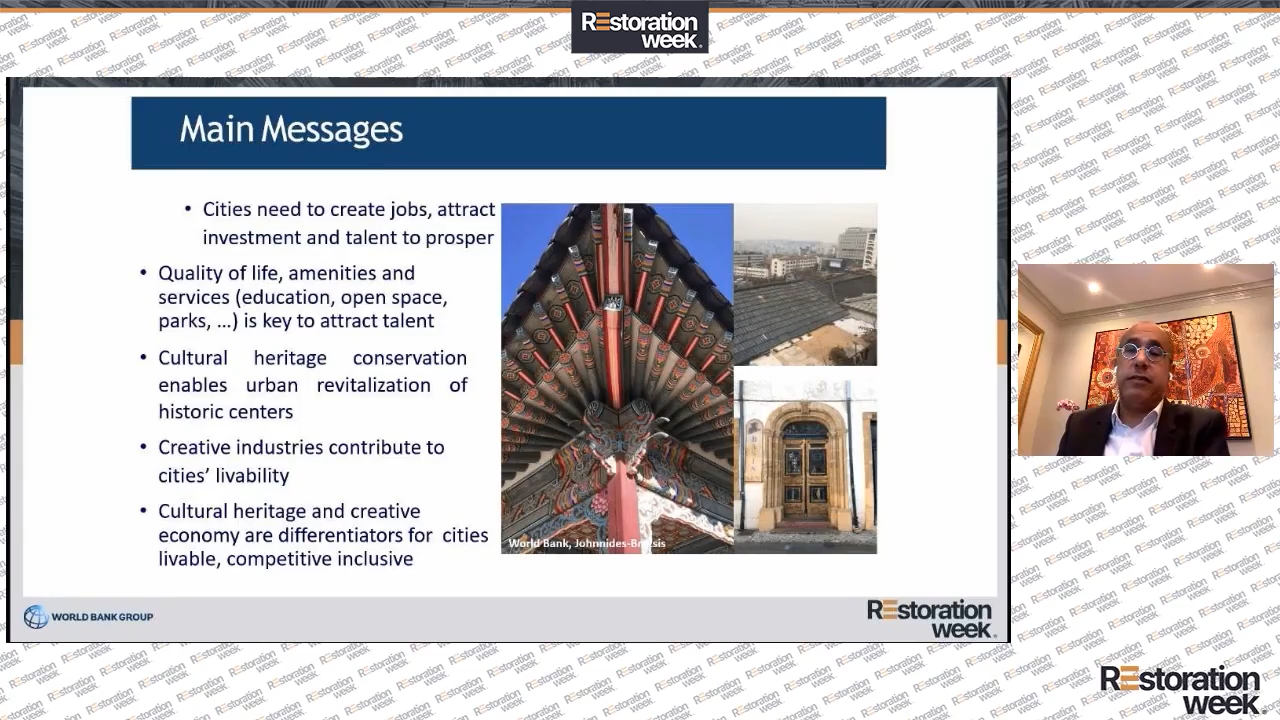 REstoration
week.
Main Messages
• Cities need to create jobs, attract
investment and talent to prosper
• Quality of life, amenities and
services (education, open space,
parks, ...) is key to attract talent
• Cultural heritage conservation
enables urban revitalization of
historic centers
• Creative industries contribute to
cities' livability
• Cultural heritage and creative
economy are differentiators for cities
livable, competitive inclusive
World Bank, Johnnides-B
WORLD BANK GROUP
REstoration
week.
REstoration
week.